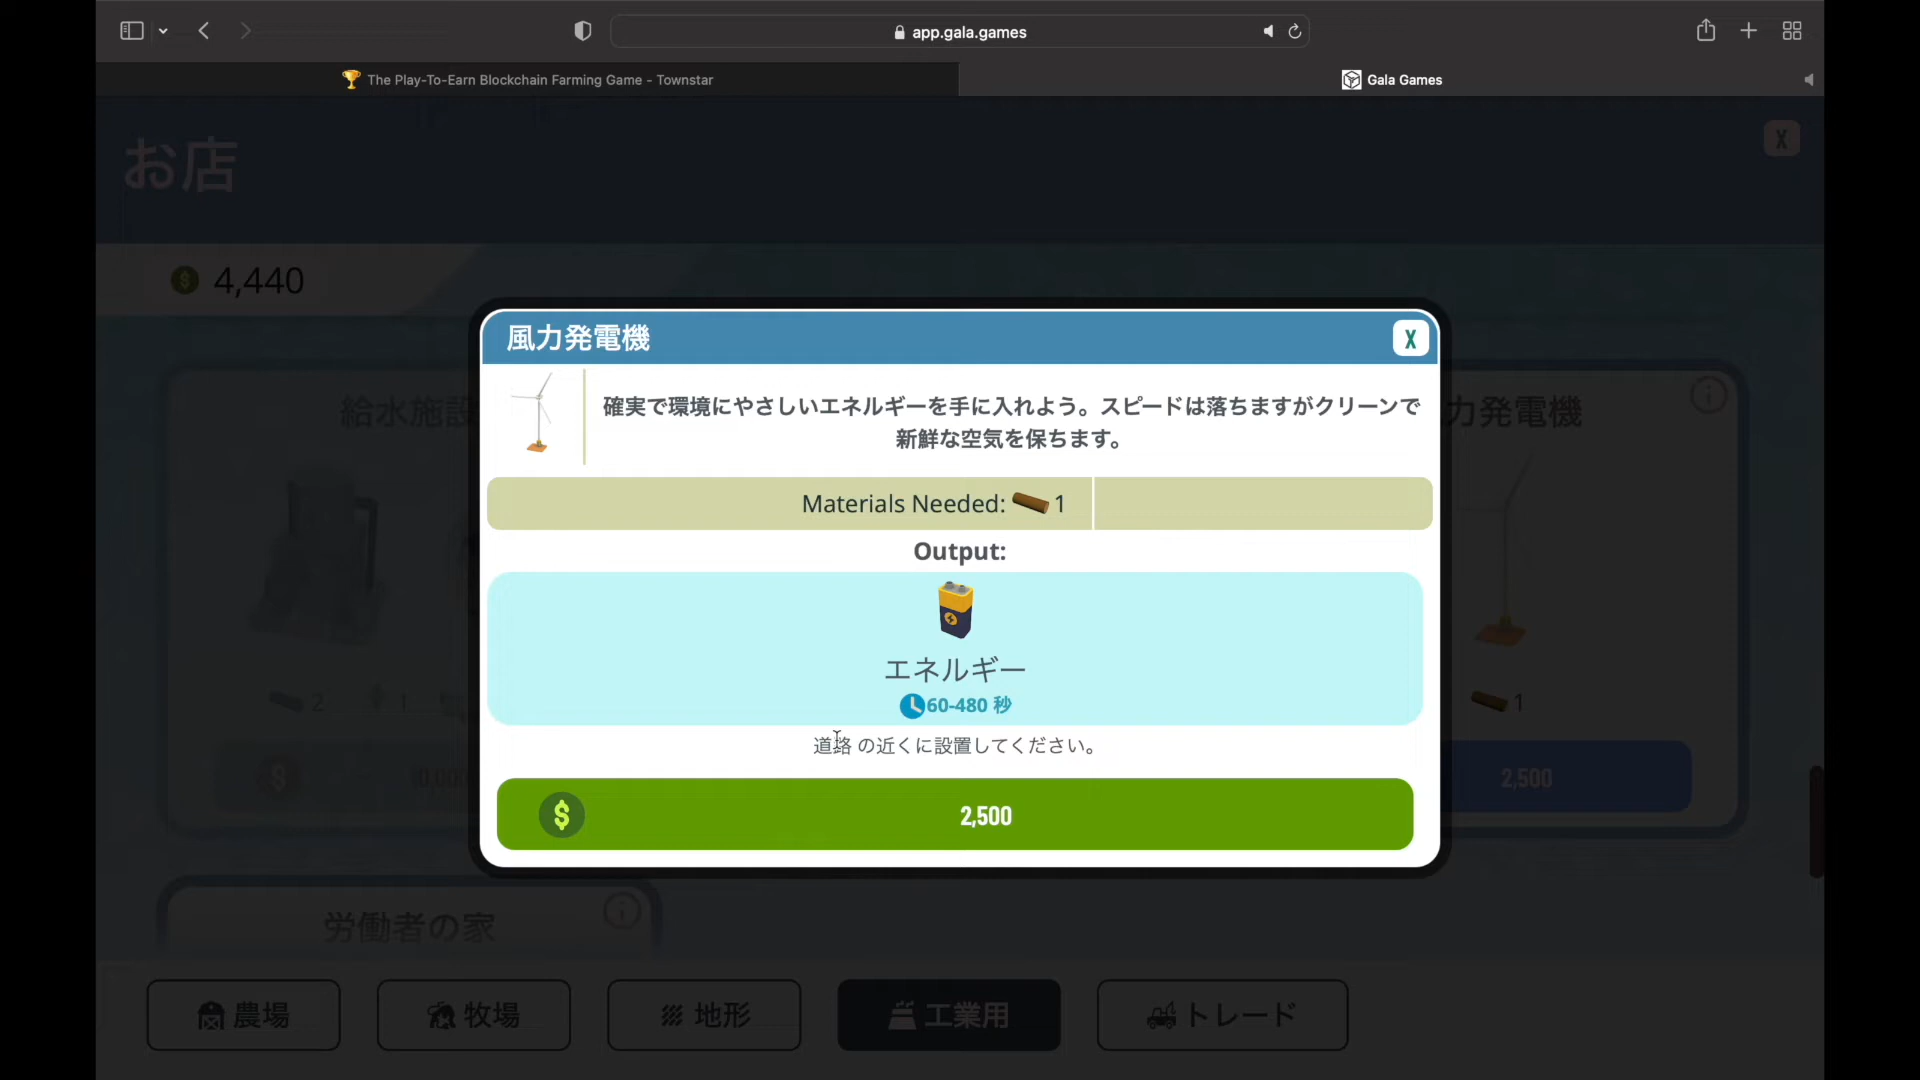 app.gala.games
The Play-To-Earn Blockchain Farming Game - Townstar
Gala Games
お店
X
4,440
風力発電機
X
確実で環境にやさしいエネルギーを手に入れよう。スピードは落ちますがクリーンで
新鮮な空気を保ちます。
Materials Needed: 1
Output:
エネルギー
60-480 秒
道路 の近くに設置してください。
$ 2,500
給水施設
2
1
力発電機
1
2,500
労働者の家
農場
牧場
地形
工業用
トレード